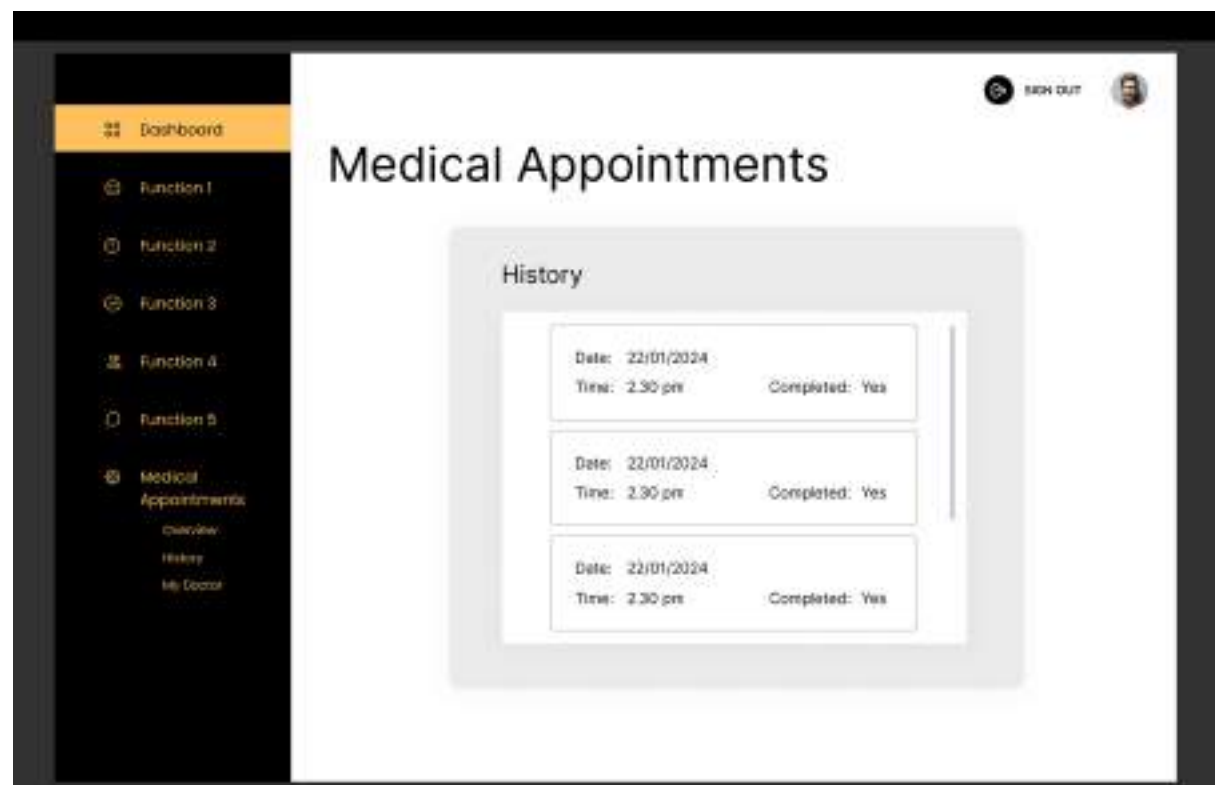 SIGN OUT
Dashboard
Function 1
Function 2
Function 3
Function 4
Function 5
Medical
Appointments
Overview
History
My Doctor
Medical Appointments
History
Date: 22/01/2024
Time: 2.30 pm Completed: Yes
Date: 22/01/2024
Time: 2.30 pm Completed: Yes
Date: 22/01/2024
Time: 2.30 pm Completed: Yes